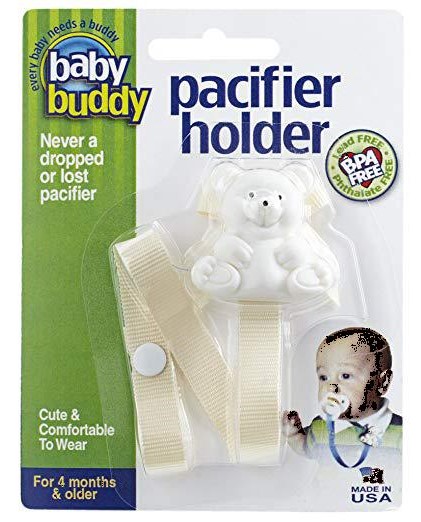 every baby needs a buddy
baby
buddy
pacifier
holder
Never a
dropped
or lost
pacifier
Lead FREE
BPA
FREE
Phthalate FREE
Cute &
Comfortable
To Wear
For 4 months
& older
MADE IN
USA